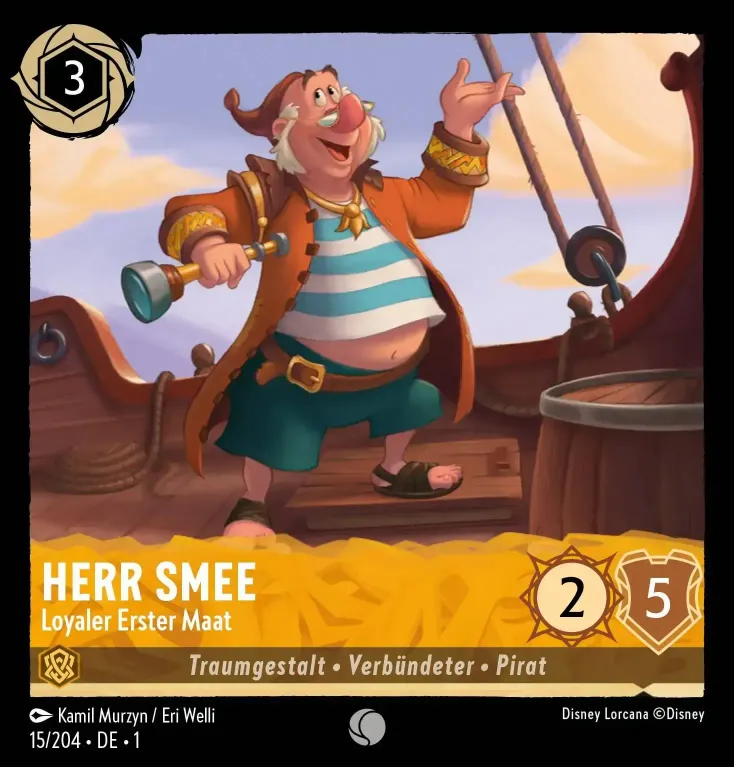 3
HERR SMEE
Loyaler Erster Maat
2
5
Traumgestalt • Verbündeter • Pirat
Kamil Murzyn / Eri Welli
Disney Lorcana ©Disney
15/204 • DE • 1